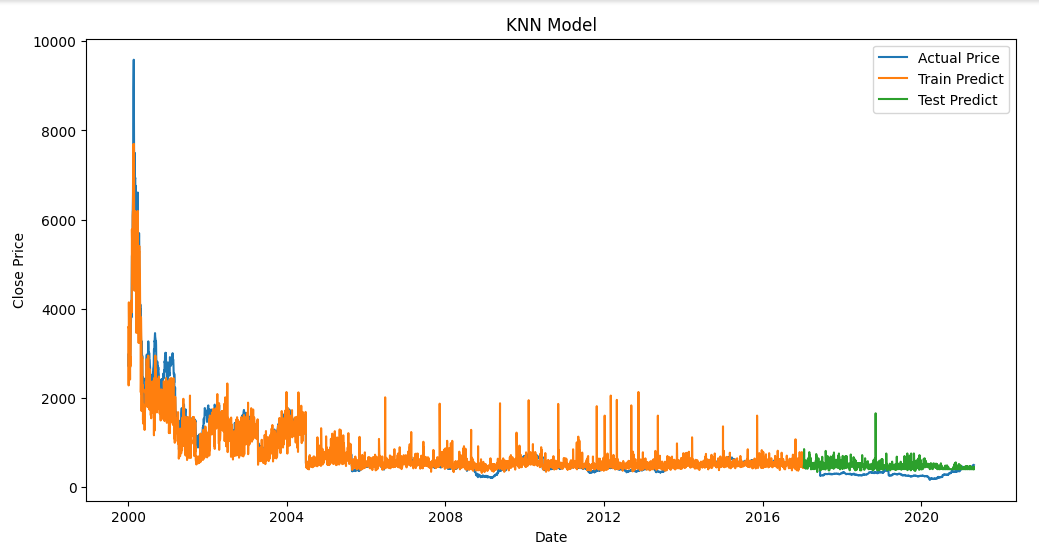 KNN Model
Actual Price
Train Predict
Test Predict
Close Price
10000
8000
6000
4000
2000
0
2000
2004
2008
2012
2016
2020
Date